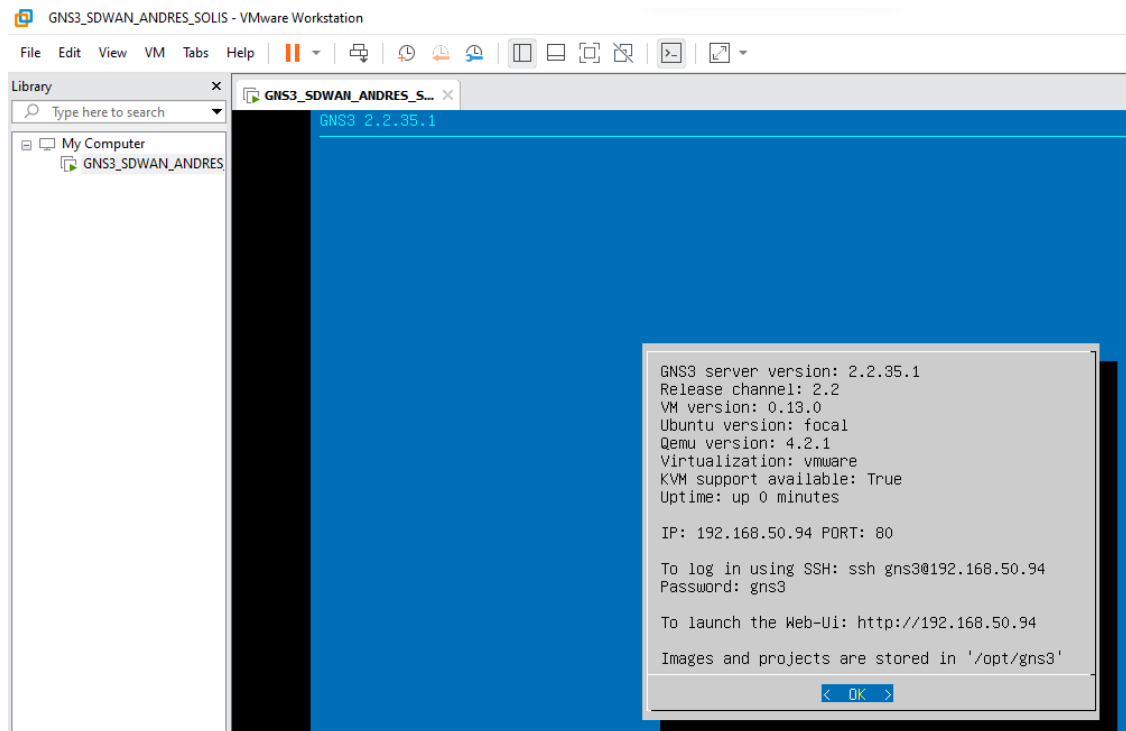 GNS3_SDWAN_ANDRES_SOLIS - VMware Workstation
File Edit View VM Tabs Help
Library
GNS3_SDWAN_ANDRES_S...
Type here to search
My Computer
GNS3_SDWAN_ANDRES_
GNS3 2.2.35.1
GNS3 server version: 2.2.35.1
Release channel: 2.2
VM version: 0.13.0
Ubuntu version: focal
Qemu version: 4.2.1
Virtualization: vmware
KVM support available: True
Uptime: up 0 minutes
IP: 192.168.50.94 PORT: 80
To log in using SSH: ssh gns3@192.168.50.94
Password: gns3
To launch the Web-Ui: http://192.168.50.94
Images and projects are stored in '/opt/gns3'
< OK >